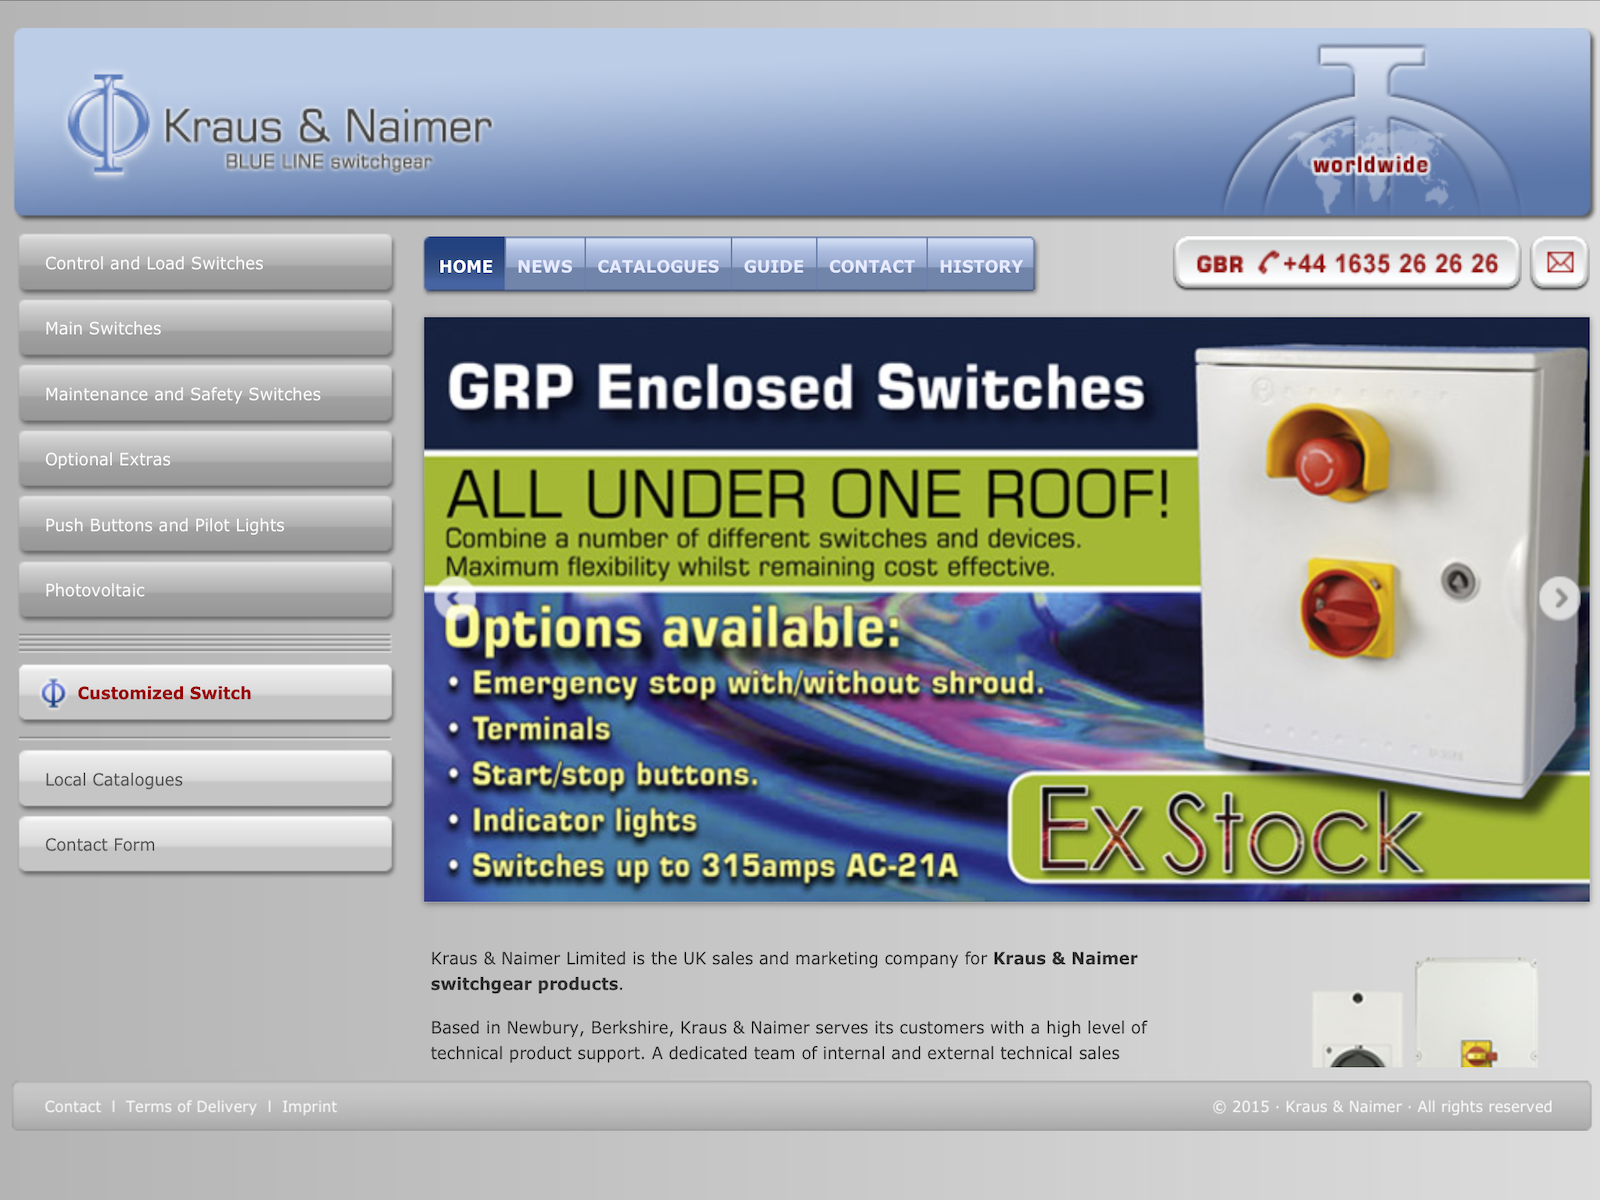 Kraus & Naimer
BLUE LINE switchgear
worldwide
Control and Load Switches
Main Switches
Maintenance and Safety Switches
Optional Extras
Push Buttons and Pilot Lights
Photovoltaic
Customized Switch
Local Catalogues
Contact Form
HOME NEWS CATALOGUES GUIDE CONTACT HISTORY
GBR +44 1635 26 26 26
GRP Enclosed Switches
ALL UNDER ONE ROOF!
Combine a number of different switches and devices.
Maximum flexibility whilst remaining cost effective.
Options available:
• Emergency stop with/without shroud.
• Terminals
• Start/stop buttons.
• Indicator lights
• Switches up to 315amps AC-21A
Ex Stock
Kraus & Naimer Limited is the UK sales and marketing company for Kraus & Naimer
switchgear products.
Based in Newbury, Berkshire, Kraus & Naimer serves its customers with a high level of
technical product support. A dedicated team of internal and external technical sales
Contact | Terms of Delivery | Imprint
© 2015 · Kraus & Naimer · All rights reserved